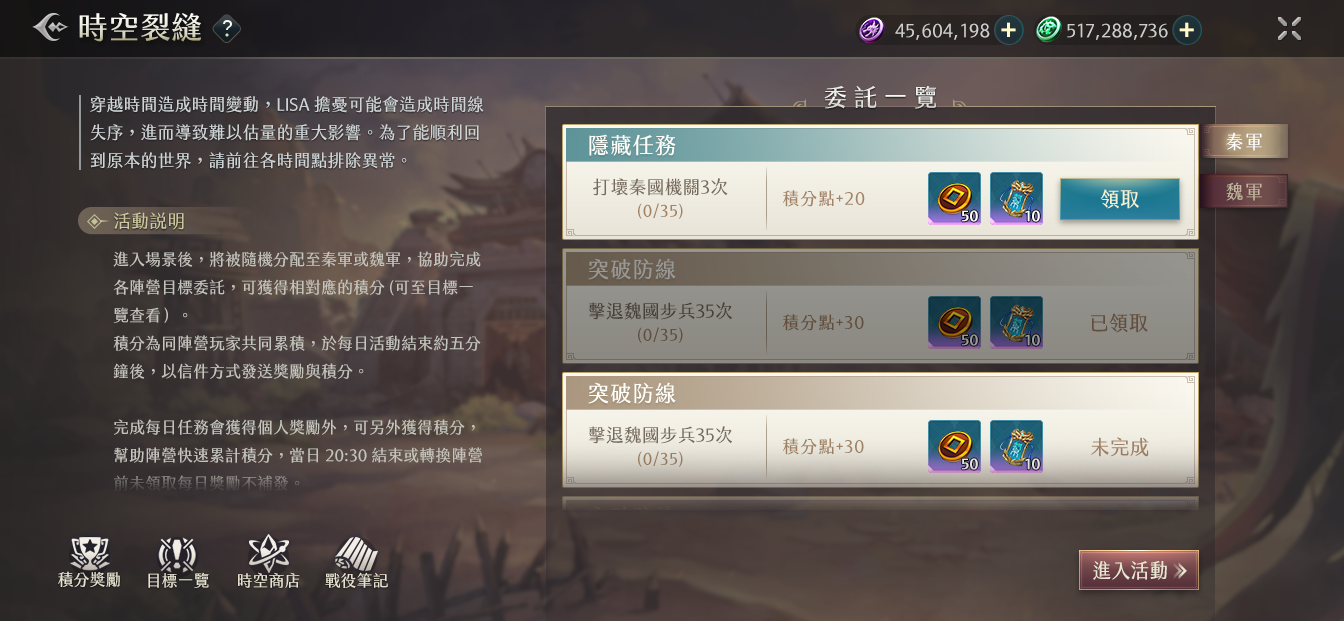 時空裂縫
?
45,604,198
517,288,736
穿越時間造成時間變動，LISA 擔憂可能會造成時間線
失序，進而導致難以估量的重大影響。為了能順利回
到原本的世界，請前往各時間點排除異常。
活動説明
進入場景後，將被隨機分配至秦軍或魏軍，協助完成
各陣營目標委託，可獲得相對應的積分 (可至目標一
覽查看）。
積分為同陣營玩家共同累積，於每日活動結束約五分
鐘後，以信件方式發送獎勵與積分。
完成每日任務會獲得個人獎勵外，可另外獲得積分，
幫助陣營快速累計積分，當日 20:30 結束或轉換陣營
前未領取每日獎勵不補發。
積分獎勵
目標一覽
時空商店
戰役筆記
委託一覽
隱藏任務
打壞秦國機關3次
(0/35)
積分點+20
50
10
領取
突破防線
擊退魏國步兵35次
(0/35)
積分點+30
50
10
已領取
突破防線
擊退魏國步兵35次
(0/35)
積分點+30
50
10
未完成
秦軍
魏軍
進入活動